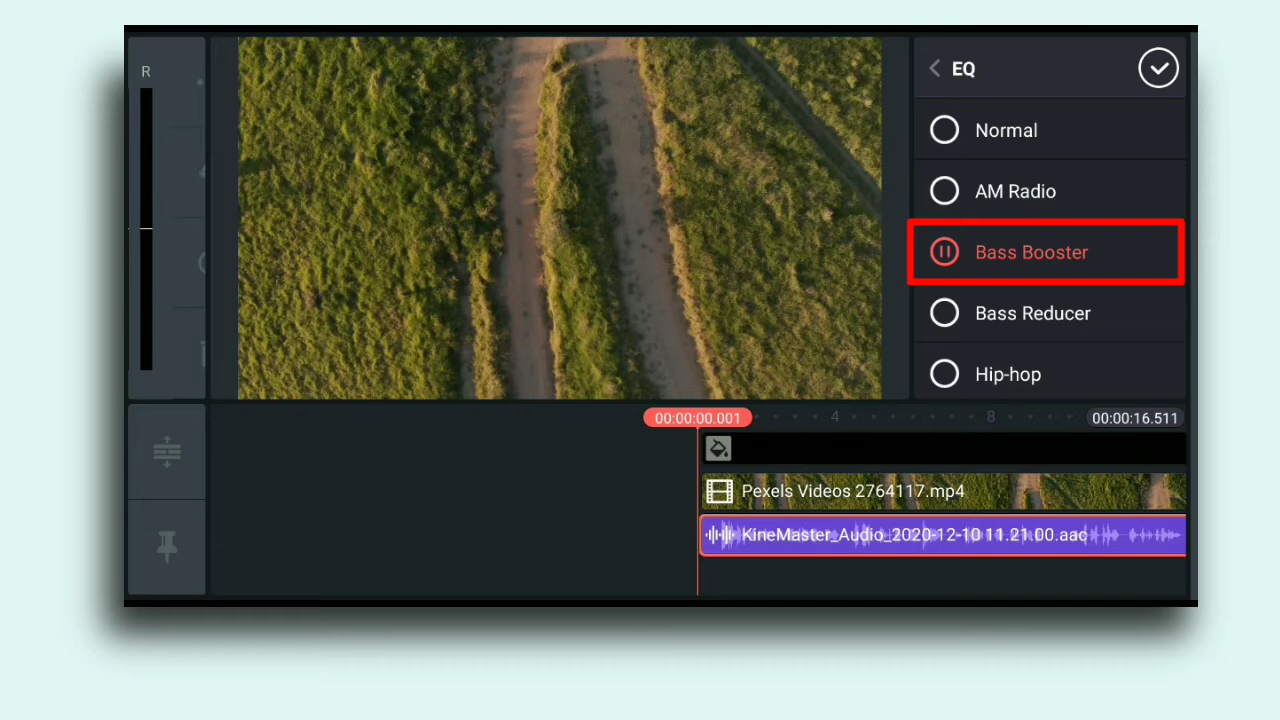 R
EQ
Normal
AM Radio
Bass Booster
Bass Reducer
Hip-hop
00:00:00.001
4
8
00:00:16.511
Pexels Videos 2764117.mp4
KineMaster_Audio_2020-12-10 11.21.00.aac